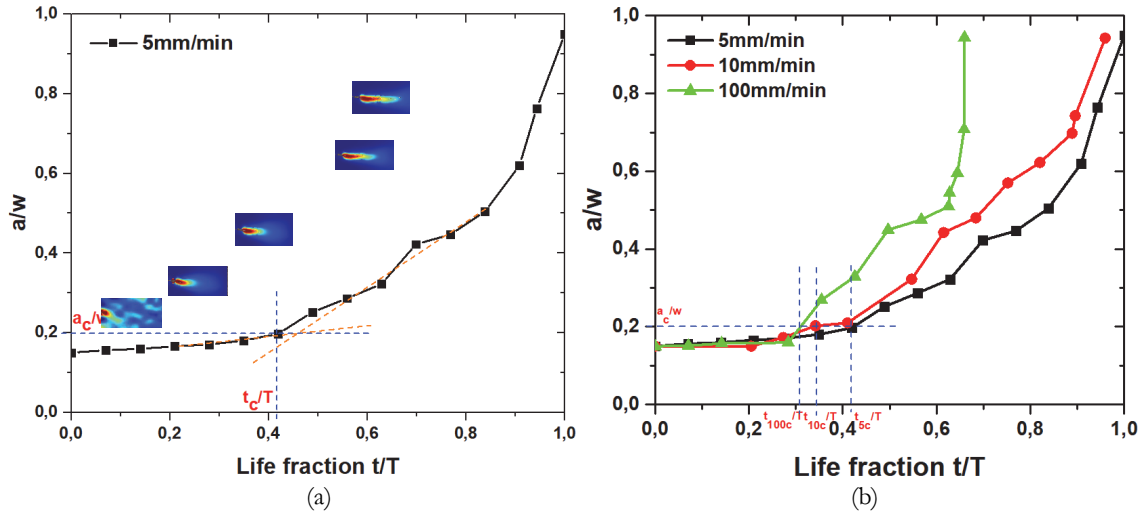 1,0
0,8
0,6
0,4
0,2
0,0
a/w
5mm/min
a_c/w
t_c/T
0,0 0,2 0,4 0,6 0,8 1,0
Life fraction t/T
(a)
1,0
0,8
0,6
0,4
0,2
0,0
a/w
5mm/min
10mm/min
100mm/min
a_c/w
t_100c/T t_10c/T t_5c/T
0,0 0,2 0,4 0,6 0,8 1,0
Life fraction t/T
(b)